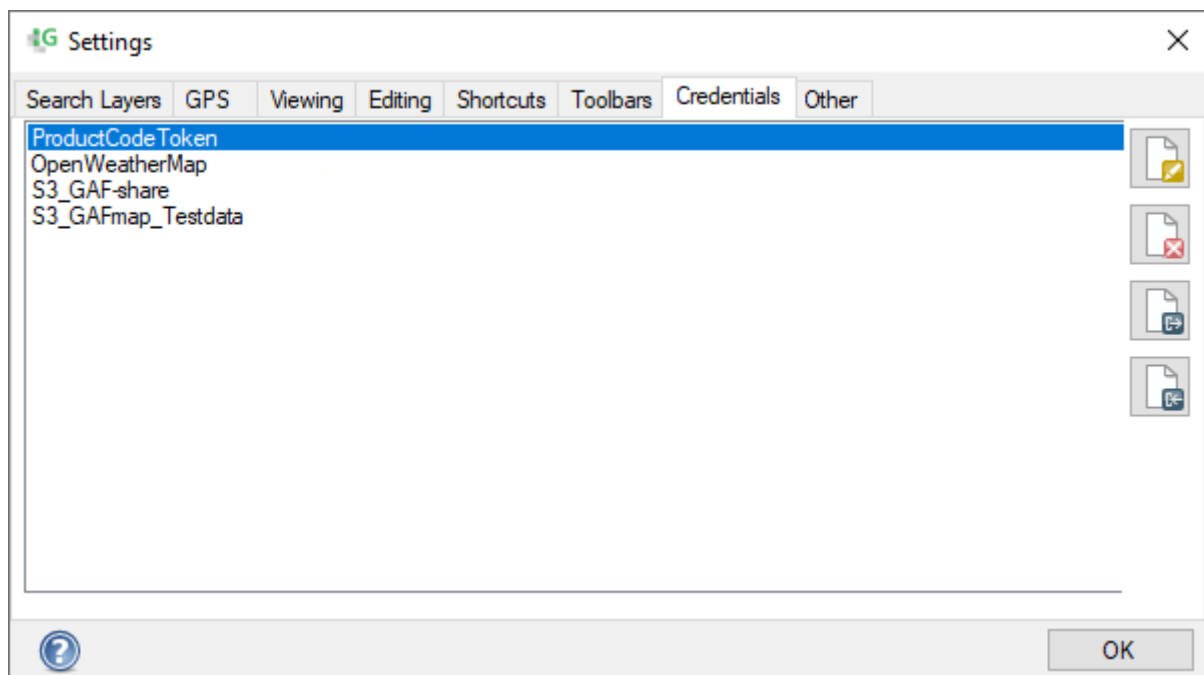 G Settings
Search Layers GPS Viewing Editing Shortcuts Toolbars Credentials Other
ProductCodeToken
OpenWeatherMap
S3_GAF-share
S3_GAFmap_Testdata
?
OK